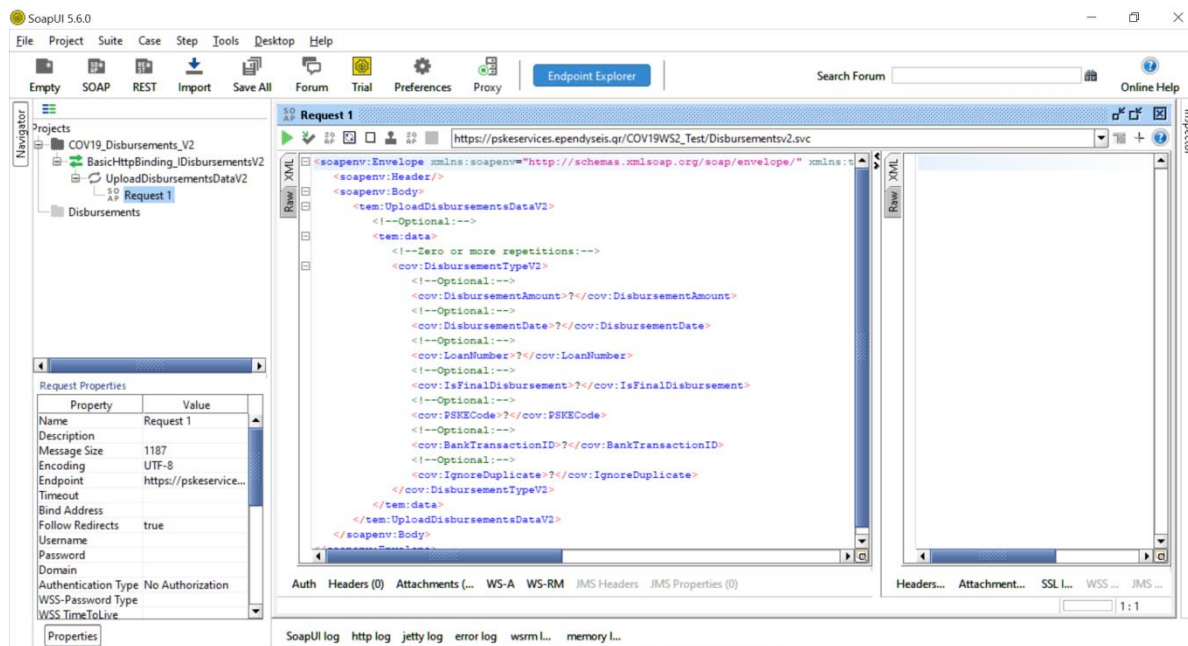 SoapUI 5.6.0
File Project Suite Case Step Tools Desktop Help
Empty SOAP REST Import Save All Forum Trial Preferences Proxy Endpoint Explorer Search Forum Online Help
Navigator
Projects
COV19_Disbursements_V2
BasicHttpBinding_IDisbursementsV2
UploadDisbursementsDataV2
Request 1
Disbursements
Request Properties
Property Value
Name Request 1
Description
Message Size 1187
Encoding UTF-8
Endpoint https://pskeservice...
Timeout
Bind Address
Follow Redirects true
Username
Password
Domain
Authentication Type No Authorization
WSS-Password Type
WSS TimeToLive
Properties
Request 1
https://pskeservices.ependyseis.gr/COV19WS2_Test/Disbursementsv2.svc
XML
Raw
<soapenv:Envelope xmlns:soapenv="http://schemas.xmlsoap.org/soap/envelope/" xmlns:t
<soapenv:Header/>
<soapenv:Body>
<tem:UploadDisbursementsDataV2>
<!--Optional:-->
<tem:data>
<!--Zero or more repetitions:-->
<cov:DisbursementTypeV2>
<!--Optional:-->
<cov:DisbursementAmount>?</cov:DisbursementAmount>
<!--Optional:-->
<cov:DisbursementDate>?</cov:DisbursementDate>
<!--Optional:-->
<cov:LoanNumber>?</cov:LoanNumber>
<!--Optional:-->
<cov:IsFinalDisbursement>?</cov:IsFinalDisbursement>
<!--Optional:-->
<cov:PSKECode>?</cov:PSKECode>
<!--Optional:-->
<cov:BankTransactionID>?</cov:BankTransactionID>
<!--Optional:-->
<cov:IgnoreDuplicate>?</cov:IgnoreDuplicate>
</cov:DisbursementTypeV2>
</tem:data>
</tem:UploadDisbursementsDataV2>
</soapenv:Body>
Auth Headers (0) Attachments (... WS-A WS-RM JMS Headers JMS Properties (0)
XML
Raw
Headers... Attachment... SSL I... WSS ... JMS ...
1 : 1
SoapUI log http log jetty log error log wsrm l... memory l...